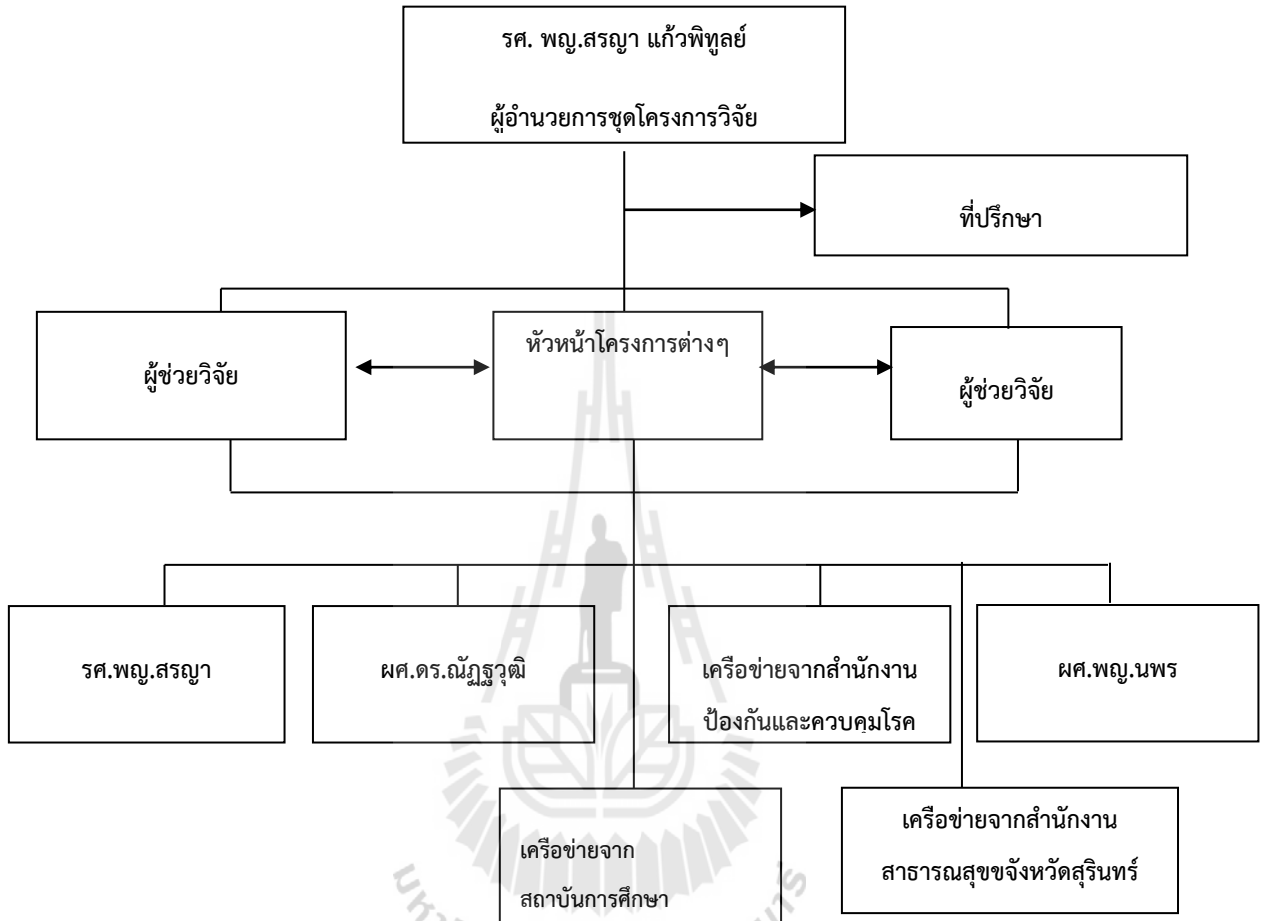 รศ. พญ.สรญา แก้วพิทูลย์
ผู้อำนวยการชุดโครงการวิจัย
ที่ปรึกษา
ผู้ช่วยวิจัย
หัวหน้าโครงการต่างๆ
ผู้ช่วยวิจัย
รศ.พญ.สรญา
ผศ.ดร.ณัฏฐวุฒิ
เครือข่ายจากสำนักงาน
ป้องกันและควบคุมโรค
ผศ.พญ.นพร
เครือข่ายจาก
สถาบันการศึกษา
เครือข่ายจากสำนักงาน
สาธารณสุขขจังหวัดสุรินทร์